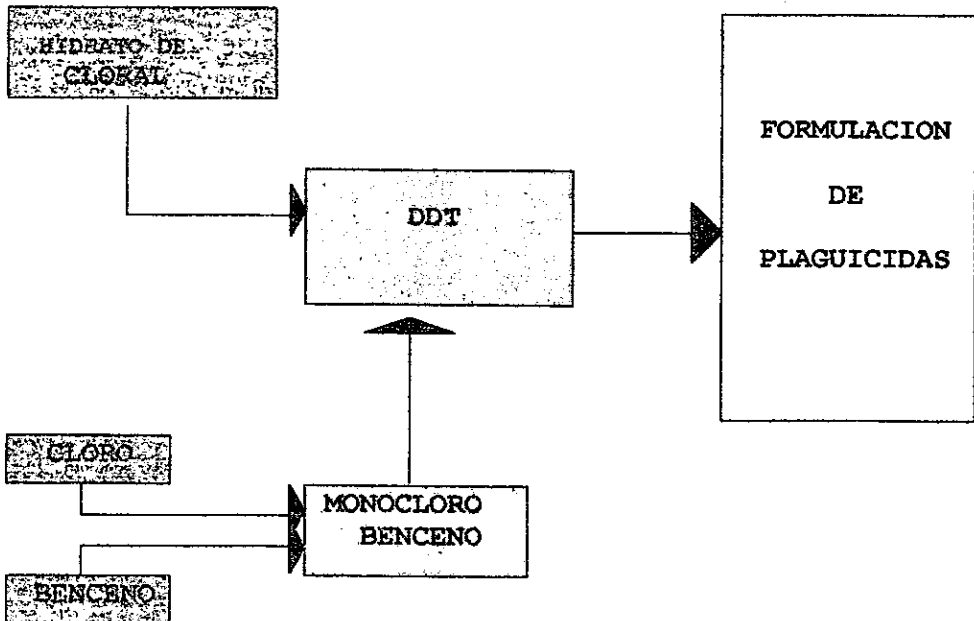 HIDRATO DE
CLORAL
FORMULACION
DE
PLAGUICIDAS
DDT
CLORO
MONOCLORO
BENCENO
BENCENO